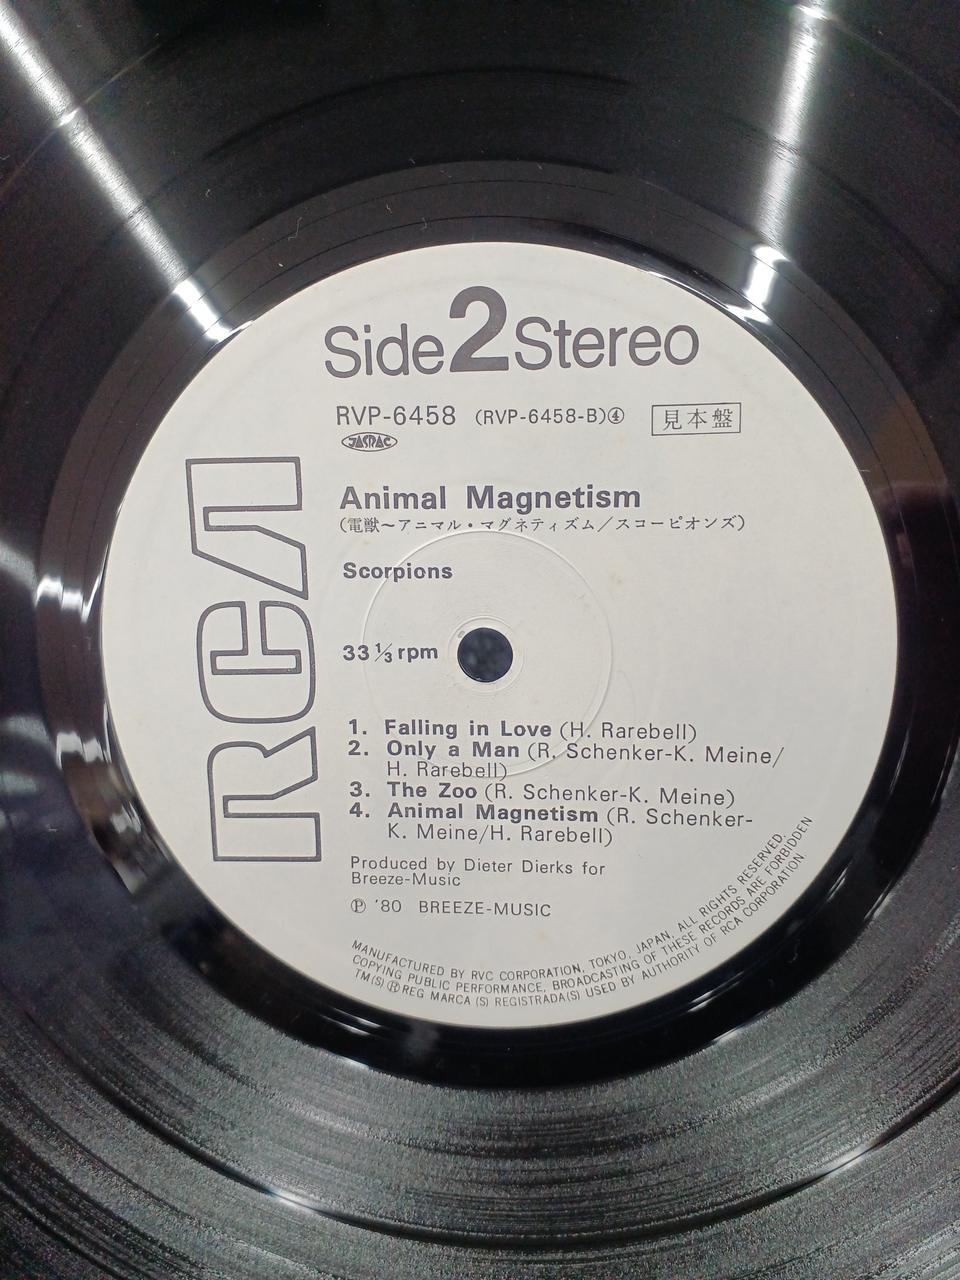 Side 2 Stereo
RVP-6458 (RVP-6458-B)④ 見本盤
JASRAC
Animal Magnetism
(電獣〜アニマル・マグネティズム/スコーピオンズ)
Scorpions
33⅓ rpm
RCA
1. Falling in Love (H. Rarebell)
2. Only a Man (R. Schenker-K. Meine/
H. Rarebell)
3. The Zoo (R. Schenker-K. Meine)
4. Animal Magnetism (R. Schenker-
K. Meine/H. Rarebell)
Produced by Dieter Dierks for
Breeze-Music
℗ '80 BREEZE-MUSIC
MANUFACTURED BY RVC CORPORATION, TOKYO, JAPAN, ALL RIGHTS RESERVED,
COPYING PUBLIC PERFORMANCE, BROADCASTING OF THESE RECORDS ARE FORBIDDEN
TM(S) ® REG MARCA (S) REGISTRADA(S) USED BY AUTHORITY OF RCA CORPORATION